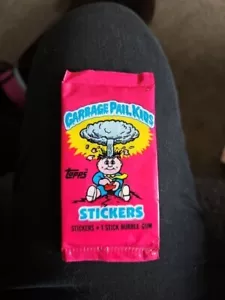 GARBAGE PAIL KIDS
Topps
STICKERS
STICKERS + 1 STICK BUBBLE GUM